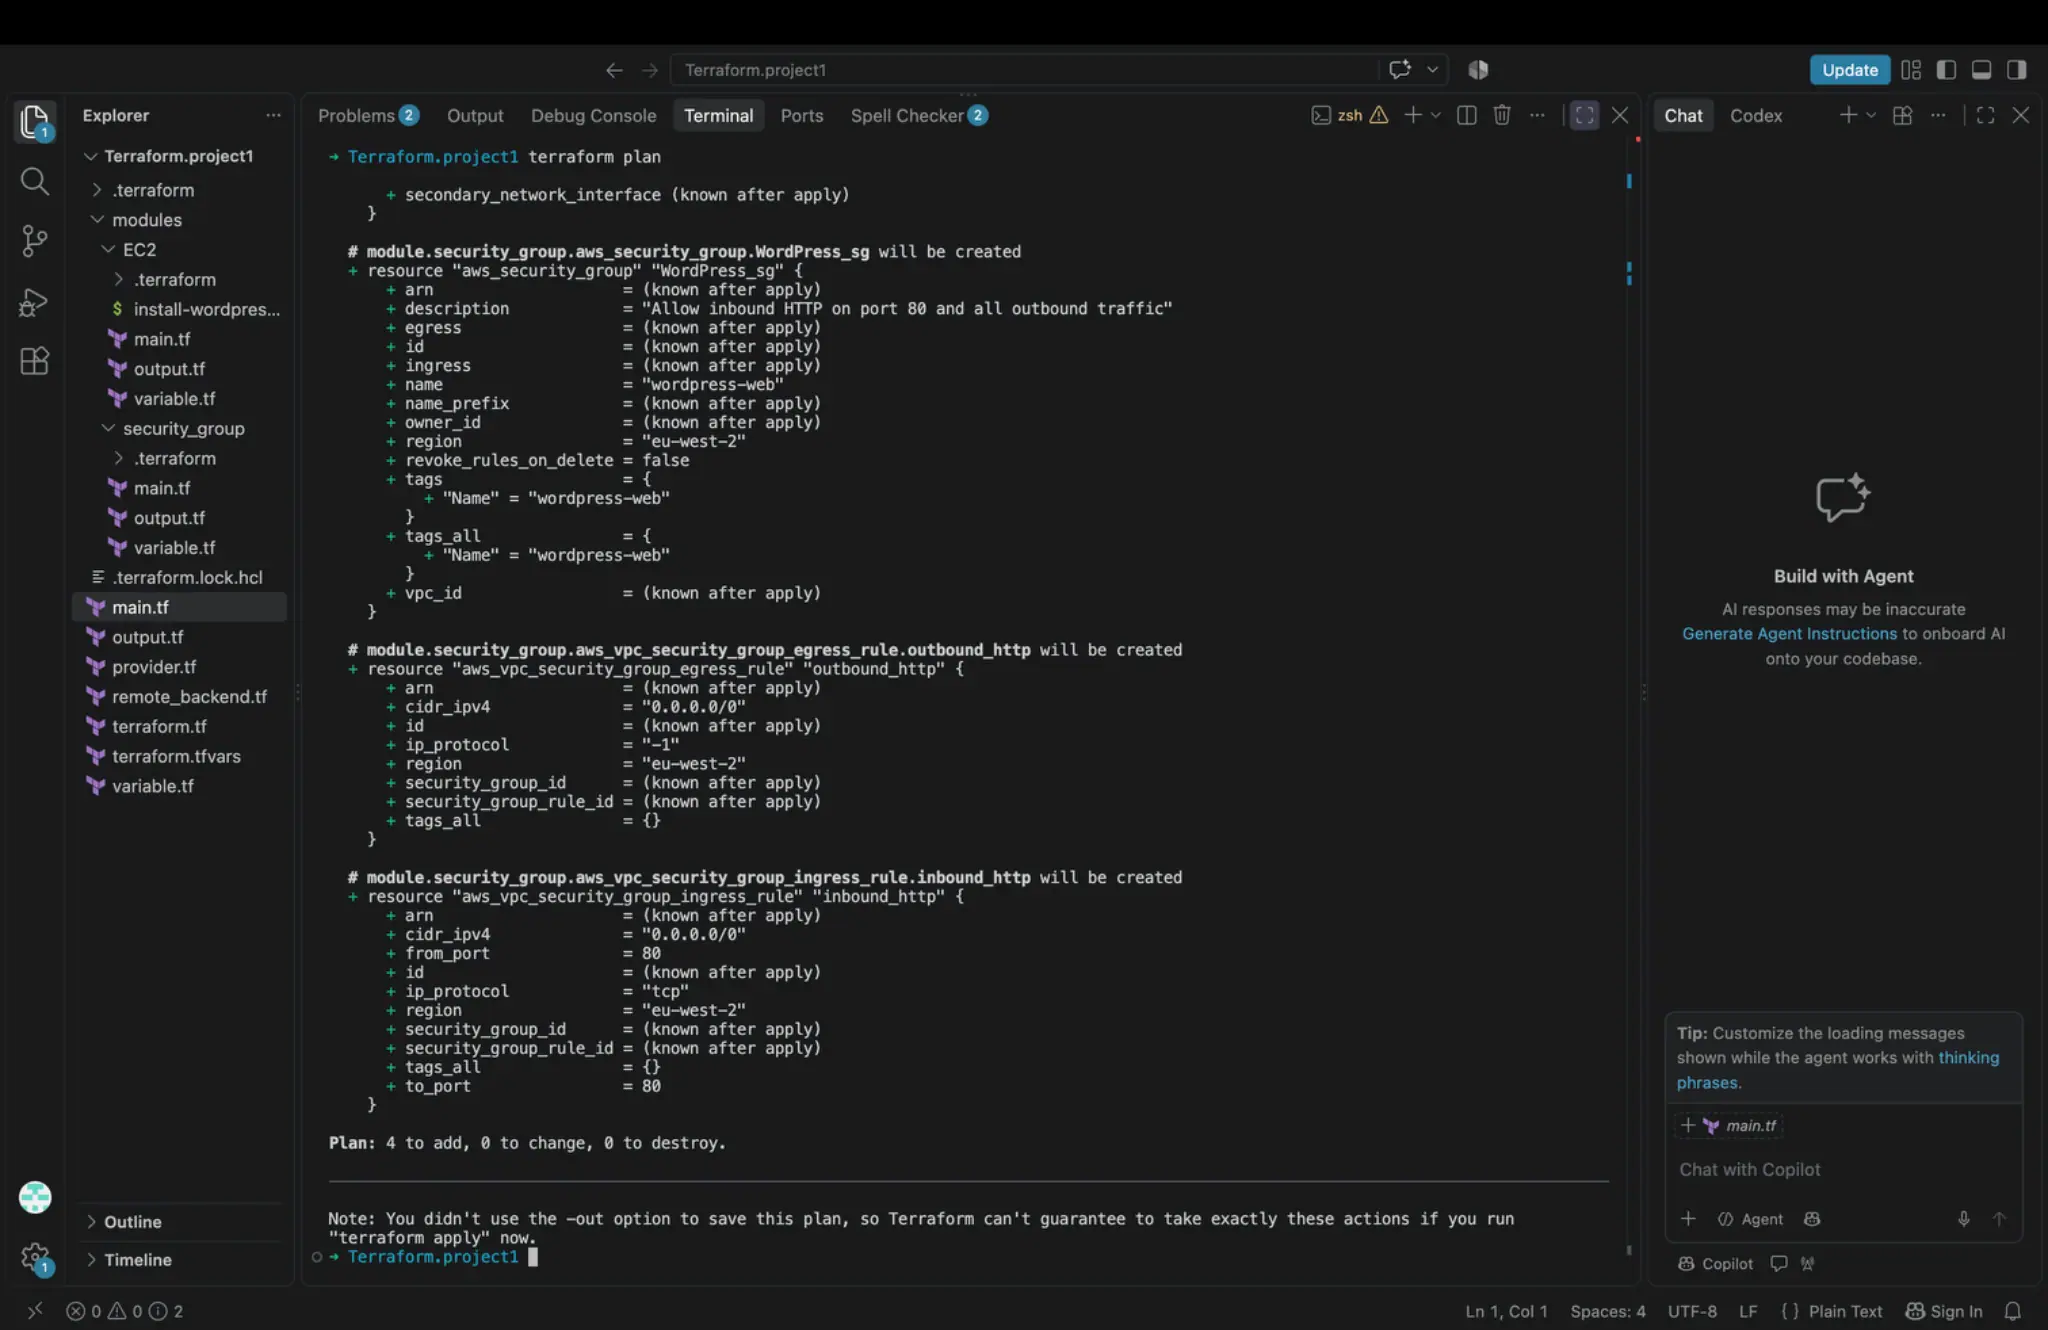 Terraform.project1
Update
Explorer
Terraform.project1
.terraform
modules
EC2
.terraform
install-wordpres...
main.tf
output.tf
variable.tf
security_group
.terraform
main.tf
output.tf
variable.tf
.terraform.lock.hcl
main.tf
output.tf
provider.tf
remote_backend.tf
terraform.tf
terraform.tfvars
variable.tf
Outline
Timeline
1
1
Problems 2 Output Debug Console Terminal Ports Spell Checker 2 zsh
→ Terraform.project1 terraform plan
+ secondary_network_interface (known after apply)
}
# module.security_group.aws_security_group.WordPress_sg will be created
+ resource "aws_security_group" "WordPress_sg" {
+ arn = (known after apply)
+ description = "Allow inbound HTTP on port 80 and all outbound traffic"
+ egress = (known after apply)
+ id = (known after apply)
+ ingress = (known after apply)
+ name = "wordpress-web"
+ name_prefix = (known after apply)
+ owner_id = (known after apply)
+ region = "eu-west-2"
+ revoke_rules_on_delete = false
+ tags = {
+ "Name" = "wordpress-web"
}
+ tags_all = {
+ "Name" = "wordpress-web"
}
+ vpc_id = (known after apply)
}
# module.security_group.aws_vpc_security_group_egress_rule.outbound_http will be created
+ resource "aws_vpc_security_group_egress_rule" "outbound_http" {
+ arn = (known after apply)
+ cidr_ipv4 = "0.0.0.0/0"
+ id = (known after apply)
+ ip_protocol = "-1"
+ region = "eu-west-2"
+ security_group_id = (known after apply)
+ security_group_rule_id = (known after apply)
+ tags_all = {}
}
# module.security_group.aws_vpc_security_group_ingress_rule.inbound_http will be created
+ resource "aws_vpc_security_group_ingress_rule" "inbound_http" {
+ arn = (known after apply)
+ cidr_ipv4 = "0.0.0.0/0"
+ from_port = 80
+ id = (known after apply)
+ ip_protocol = "tcp"
+ region = "eu-west-2"
+ security_group_id = (known after apply)
+ security_group_rule_id = (known after apply)
+ tags_all = {}
+ to_port = 80
}
Plan: 4 to add, 0 to change, 0 to destroy.
Note: You didn't use the -out option to save this plan, so Terraform can't guarantee to take exactly these actions if you run
"terraform apply" now.
→ Terraform.project1
Chat Codex
Build with Agent
AI responses may be inaccurate
Generate Agent Instructions to onboard AI
onto your codebase.
Tip: Customize the loading messages
shown while the agent works with thinking
phrases.
main.tf
Chat with Copilot
Agent
Copilot
0 0 2
Ln 1, Col 1 Spaces: 4 UTF-8 LF { } Plain Text Sign In